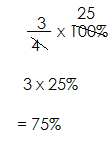 25
3/4 x 100%
3 x 25%
= 75%